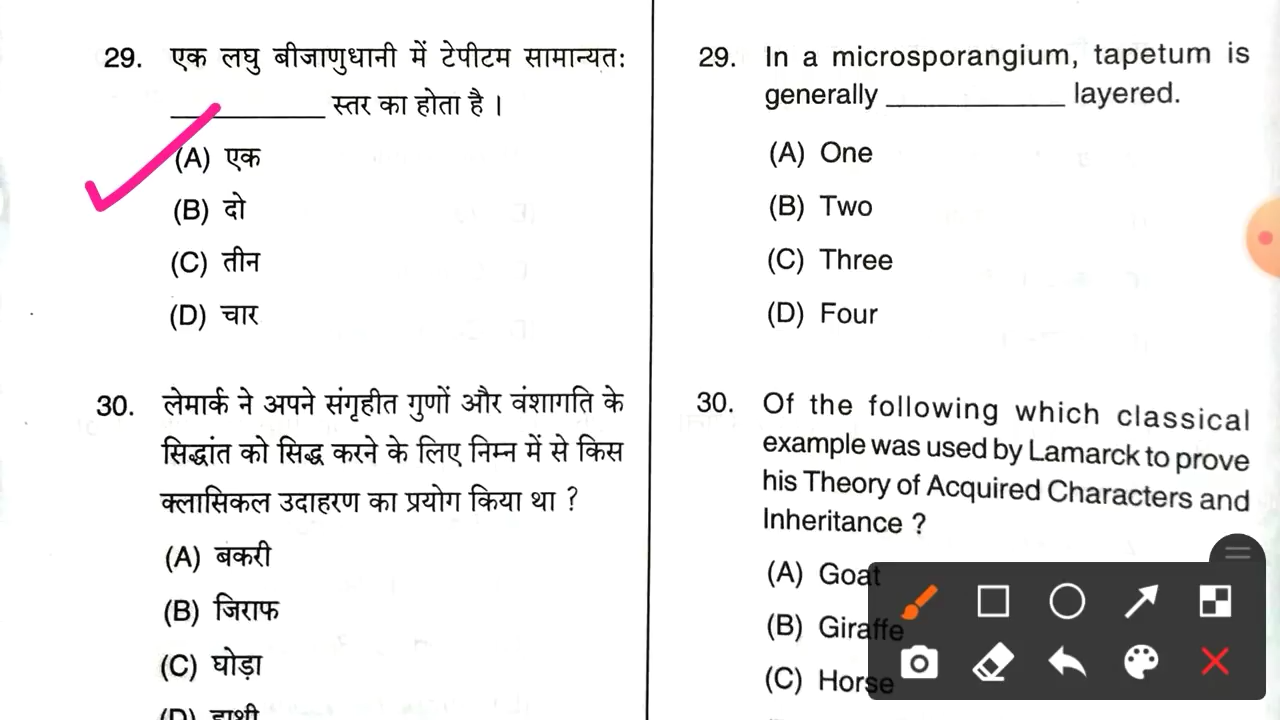 29. एक लघु बीजाणुधानी में टेपीटम सामान्यतः
____________ स्तर का होता है ।
(A) एक
(B) दो
(C) तीन
(D) चार
30. लेमार्क ने अपने संगृहीत गुणों और वंशागति के
सिद्धांत को सिद्ध करने के लिए निम्न में से किस
क्लासिकल उदाहरण का प्रयोग किया था ?
(A) बकरी
(B) जिराफ
(C) घोड़ा
(D) हाथी
29. In a microsporangium, tapetum is
generally ____________ layered.
(A) One
(B) Two
(C) Three
(D) Four
30. Of the following which classical
example was used by Lamarck to prove
his Theory of Acquired Characters and
Inheritance ?
(A) Goat
(B) Giraffe
(C) Horse